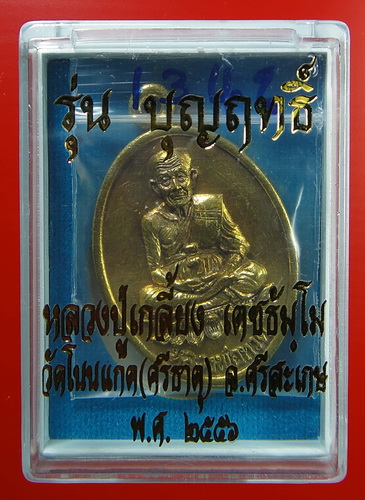 รุ่น บุญฤทธิ์
หลวงปู่เกลี้ยง เตชธมฺโม
วัดโนนแกด(ศรีธาตุ) จ.ศรีสะเกษ
พ.ศ. ๒๕๕๖